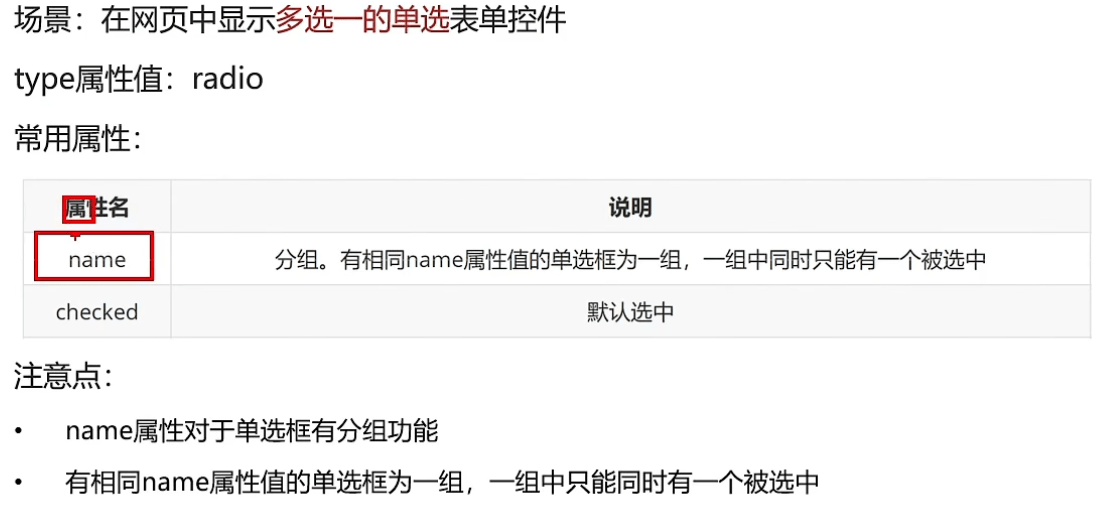 场景：在网页中显示多选一的单选表单控件
type属性值：radio
常用属性：
属性名 说明
name 分组。有相同name属性值的单选框为一组，一组中同时只能有一个被选中
checked 默认选中
注意点：
• name属性对于单选框有分组功能
• 有相同name属性值的单选框为一组，一组中只能同时有一个被选中